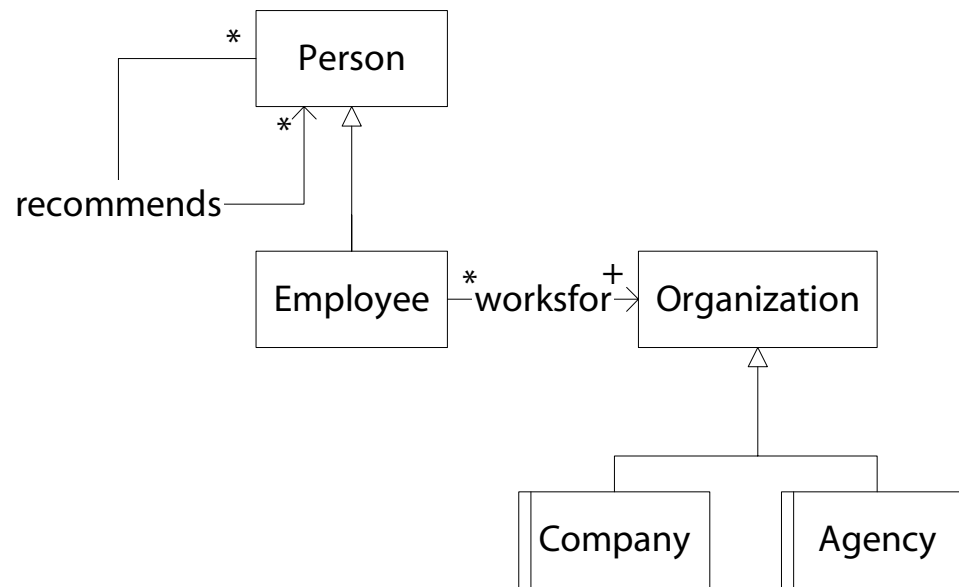 *
Person
*
recommends
Employee
* worksfor +
Organization
Company
Agency